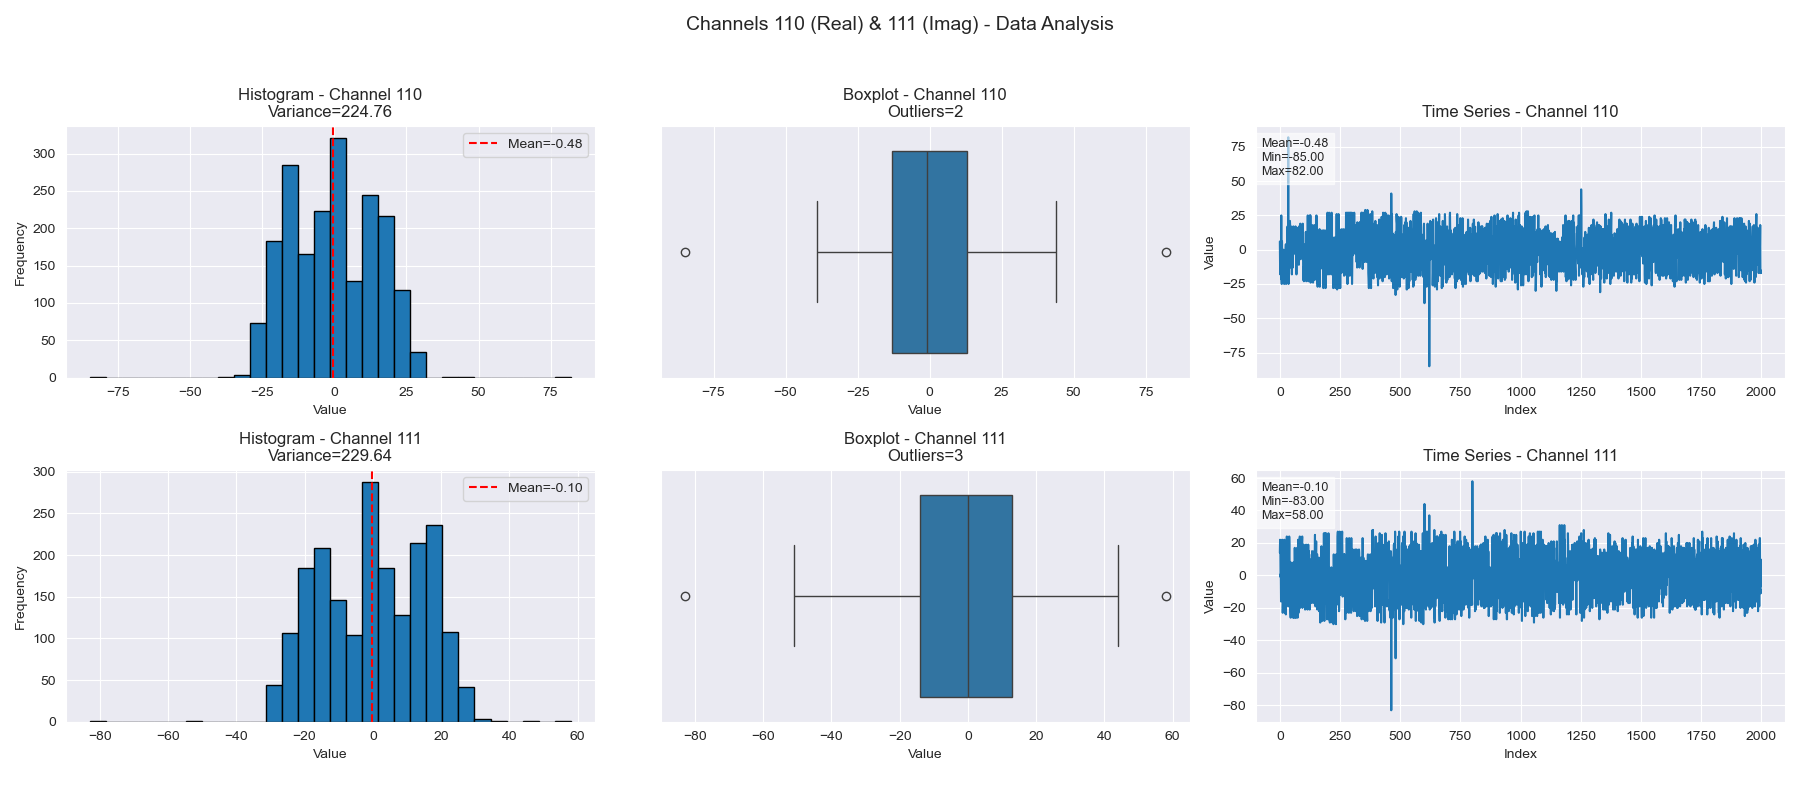 Channels 110 (Real) & 111 (Imag) - Data Analysis
Histogram - Channel 110
Variance=224.76
Mean=-0.48
Frequency
300
250
200
150
100
50
0
−75
−50
−25
0
25
50
75
Value
Boxplot - Channel 110
Outliers=2
−75
−50
−25
0
25
50
75
Value
Time Series - Channel 110
Mean=-0.48
Min=-85.00
Max=82.00
Value
75
50
25
0
−25
−50
−75
0
250
500
750
1000
1250
1500
1750
2000
Index
Histogram - Channel 111
Variance=229.64
Mean=-0.10
Frequency
300
250
200
150
100
50
0
−80
−60
−40
−20
0
20
40
60
Value
Boxplot - Channel 111
Outliers=3
−80
−60
−40
−20
0
20
40
60
Value
Time Series - Channel 111
Mean=-0.10
Min=-83.00
Max=58.00
Value
60
40
20
0
−20
−40
−60
−80
0
250
500
750
1000
1250
1500
1750
2000
Index